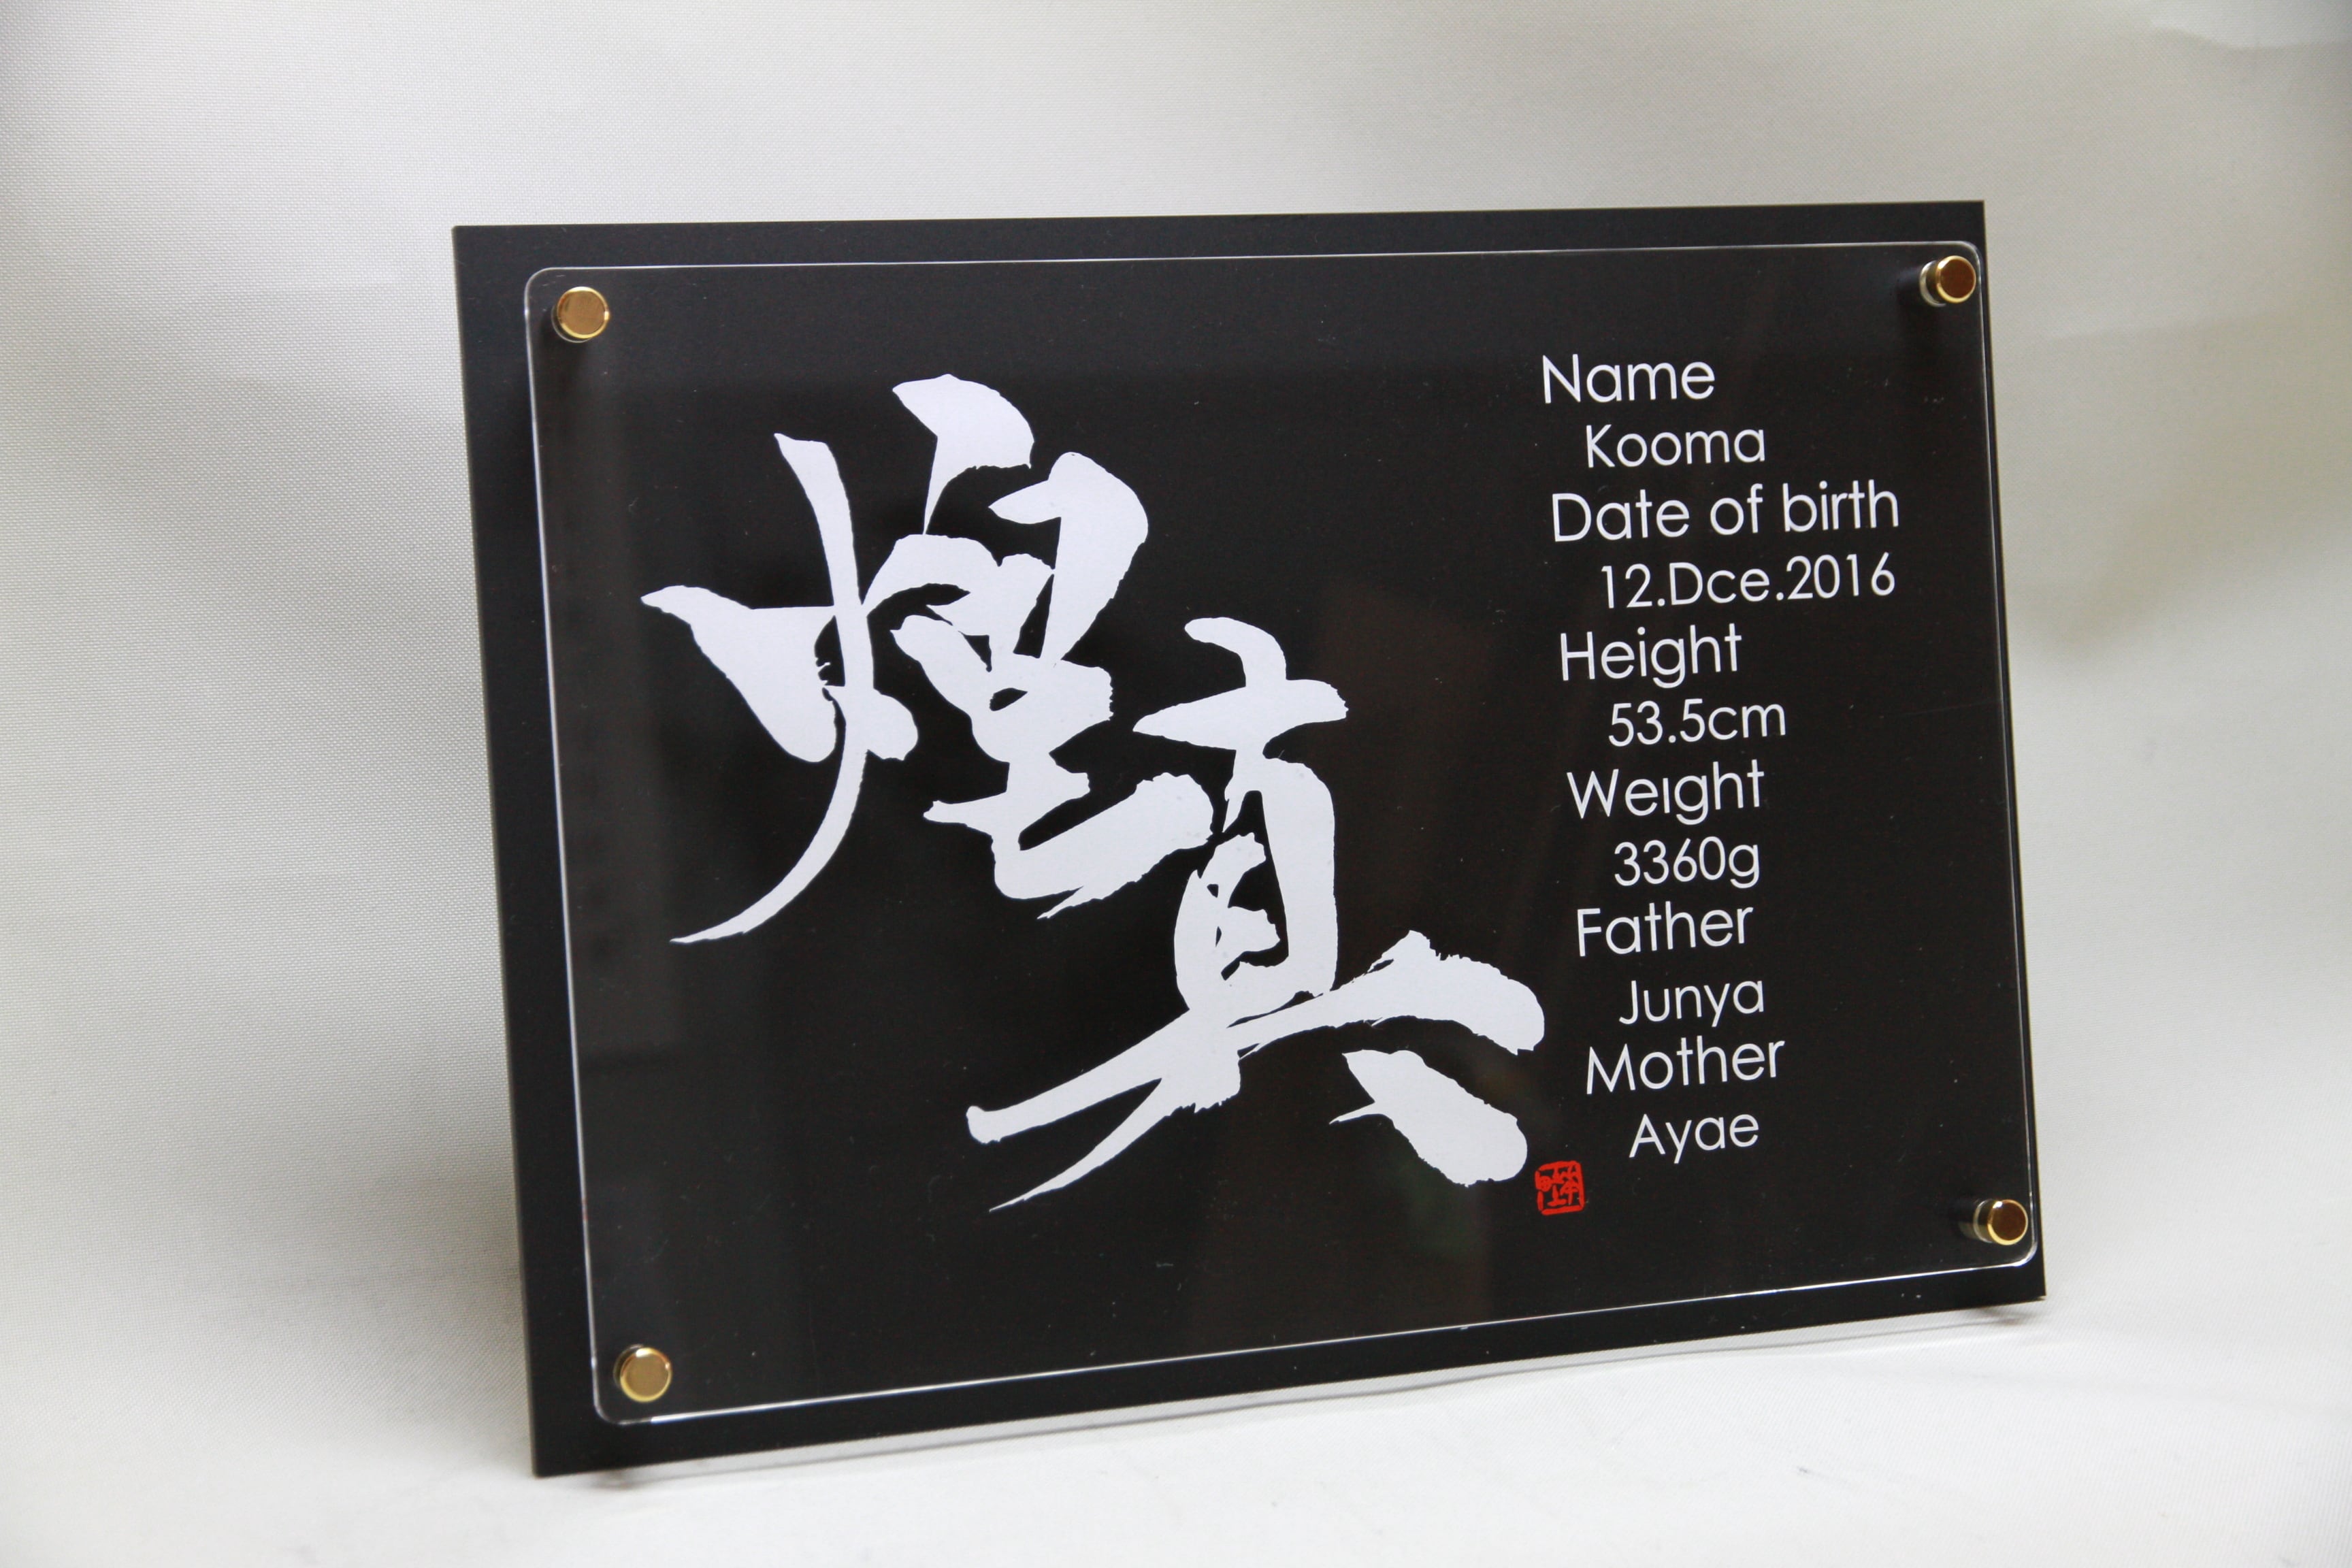 煌真
Name
Kooma
Date of birth
12.Dce.2016
Height
53.5cm
Weight
3360g
Father
Junya
Mother
Ayae